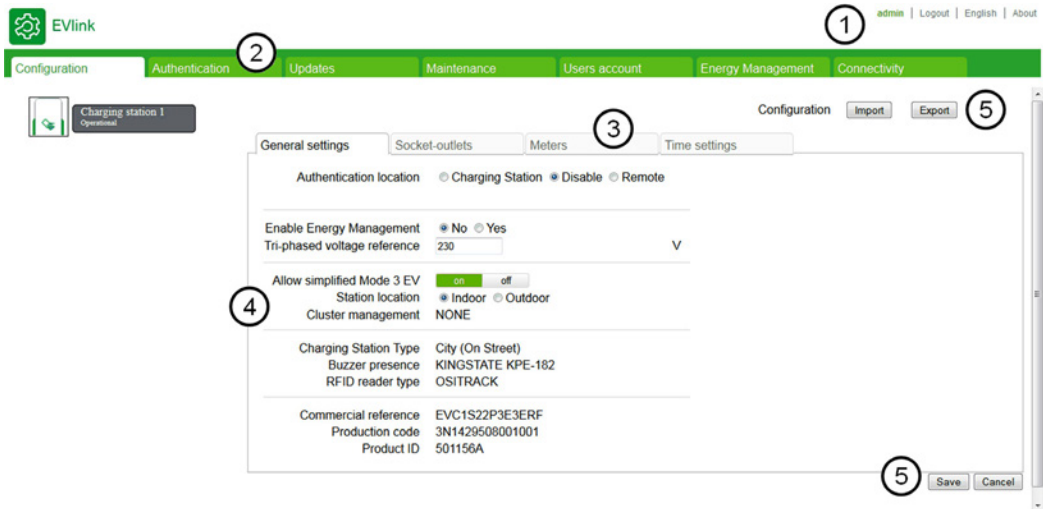 admin | Logout | English | About
1
EVlink
2
Configuration Authentication Updates Maintenance Users account Energy Management Connectivity
Charging station 1
Operational
Configuration Import Export 5
3
General settings Socket-outlets Meters Time settings
Authentication location Charging Station Disable Remote
Enable Energy Management No Yes
Tri-phased voltage reference 230 V
Allow simplified Mode 3 EV on off
Station location Indoor Outdoor
4
Cluster management NONE
Charging Station Type City (On Street)
Buzzer presence KINGSTATE KPE-182
RFID reader type OSITRACK
Commercial reference EVC1S22P3E3ERF
Production code 3N1429508001001
Product ID 501156A
5 Save Cancel